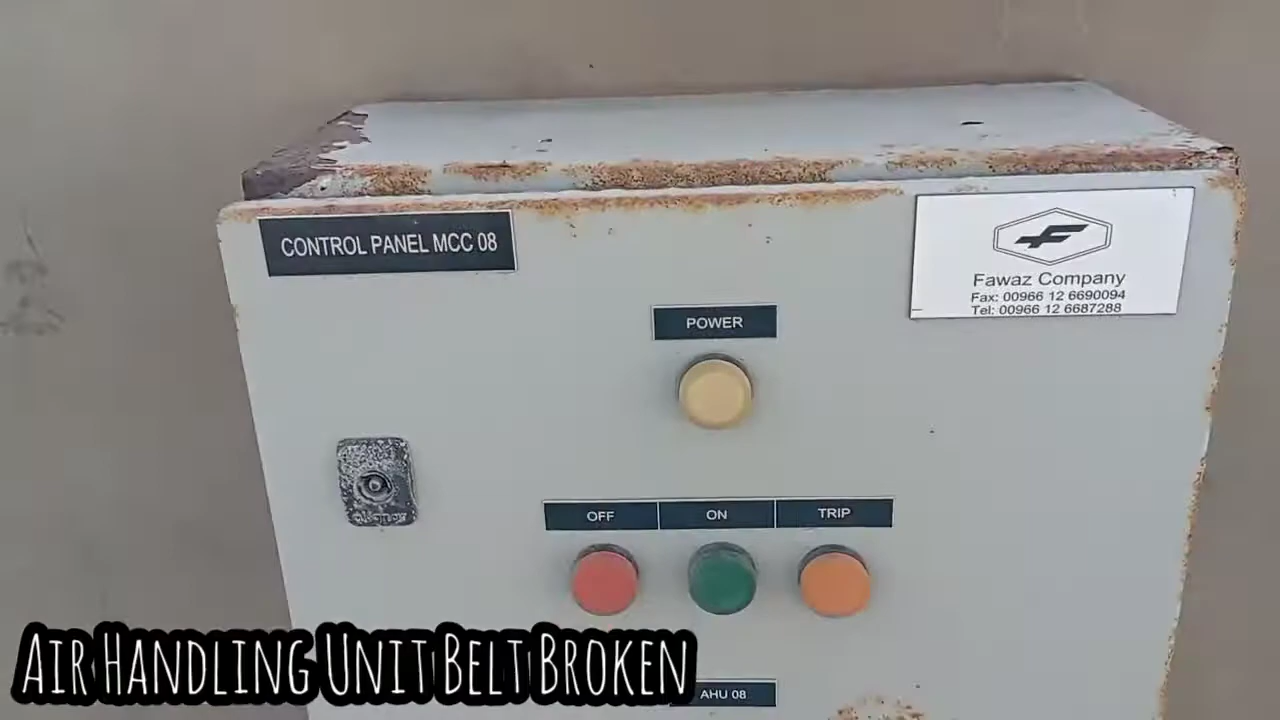 CONTROL PANEL MCC 08
Fawaz Company
Fax: 00966 12 6690094
Tel: 00966 12 6687288
POWER
OFF
ON
TRIP
AHU 08
AIR HANDLING UNIT BELT BROKEN